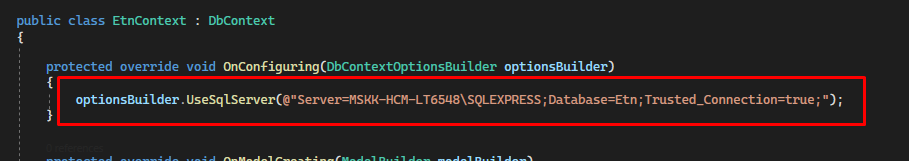 public class EtnContext : DbContext
{
protected override void OnConfiguring(DbContextOptionsBuilder optionsBuilder)
{
optionsBuilder.UseSqlServer(@"Server=MSKK-HCM-LT6548\SQLEXPRESS;Database=Etn;Trusted_Connection=true;");
}
protected override void OnModelCreating(ModelBuilder modelBuilder)